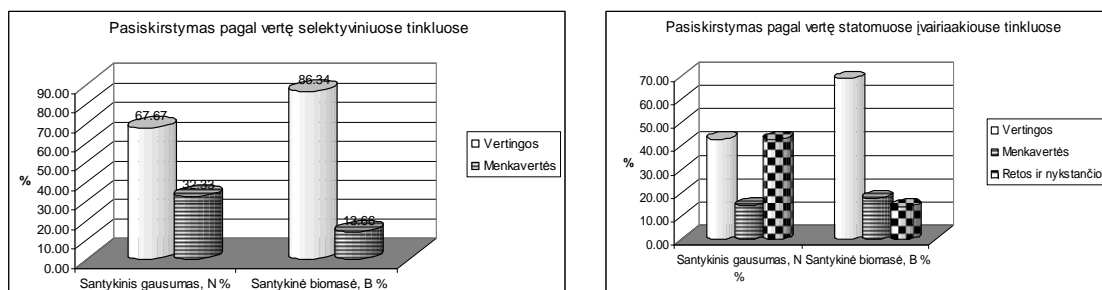 Pasiskirstymas pagal vertę selektyviniuose tinkluose
90.00
80.00
70.00
60.00
50.00
40.00
30.00
20.00
10.00
0.00
%
67.67
32.33
86.34
13.66
Santykinis gausumas, N %
Santykinė biomasė, B %
Vertingos
Menkavertės
Pasiskirstymas pagal vertę statomuose įvairiaakiouse tinkluose
70.00
60.00
50.00
40.00
30.00
20.00
10.00
0.00
%
Santykinis gausumas, N
%
Santykinė biomasė, B %
Vertingos
Menkavertės
Retos ir nykstančio